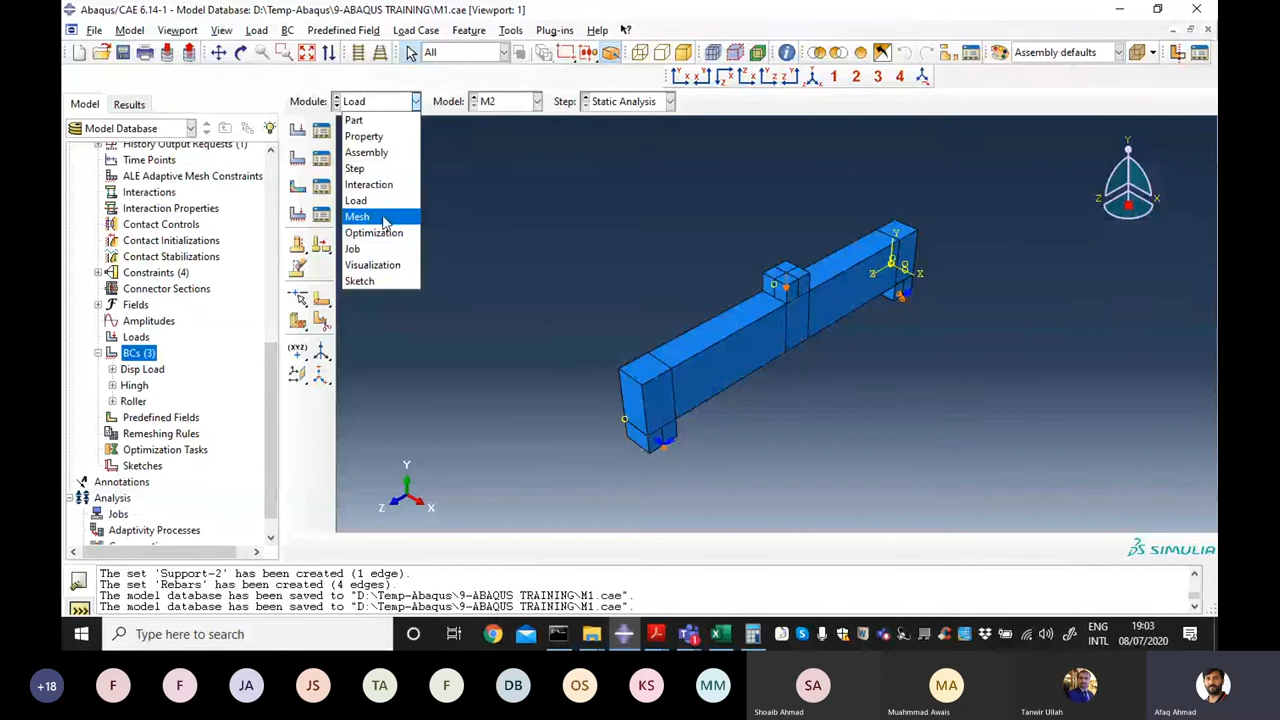 Abaqus/CAE 6.14-1 - Model Database: D:\Temp-Abaqus\9-ABAQUS TRAINING\M1.cae [Viewport: 1]
File Model Viewport View Load BC Predefined Field Load Case Feature Tools Plug-ins Help
All
Assembly defaults
1 2 3 4
Model Results
Module: Load Model: M2 Step: Static Analysis
Model Database
Part
Property
Assembly
Step
Interaction
Load
Mesh
Optimization
Job
Visualization
Sketch
History Output Requests (1)
Time Points
ALE Adaptive Mesh Constraints
Interactions
Interaction Properties
Contact Controls
Contact Initializations
Contact Stabilizations
Constraints (4)
Connector Sections
Fields
Amplitudes
Loads
BCs (3)
Disp Load
Hingh
Roller
Predefined Fields
Remeshing Rules
Optimization Tasks
Sketches
Annotations
Analysis
Jobs
Adaptivity Processes
Y
Z X
Y
Z X
Y
Z X
SIMULIA
The set 'Support-2' has been created (1 edge).
The set 'Rebars' has been created (4 edges).
The model database has been saved to "D:\Temp-Abaqus\9-ABAQUS TRAINING\M1.cae".
The model database has been saved to "D:\Temp-Abaqus\9-ABAQUS TRAINING\M1.cae".
Type here to search
ENG
INTL
19:03
08/07/2020
+18 F F JA JS TA F DB OS KS MM SA MA
Shoaib Ahmad Muahmmad Awais Tanwir Ullah Afaq Ahmad